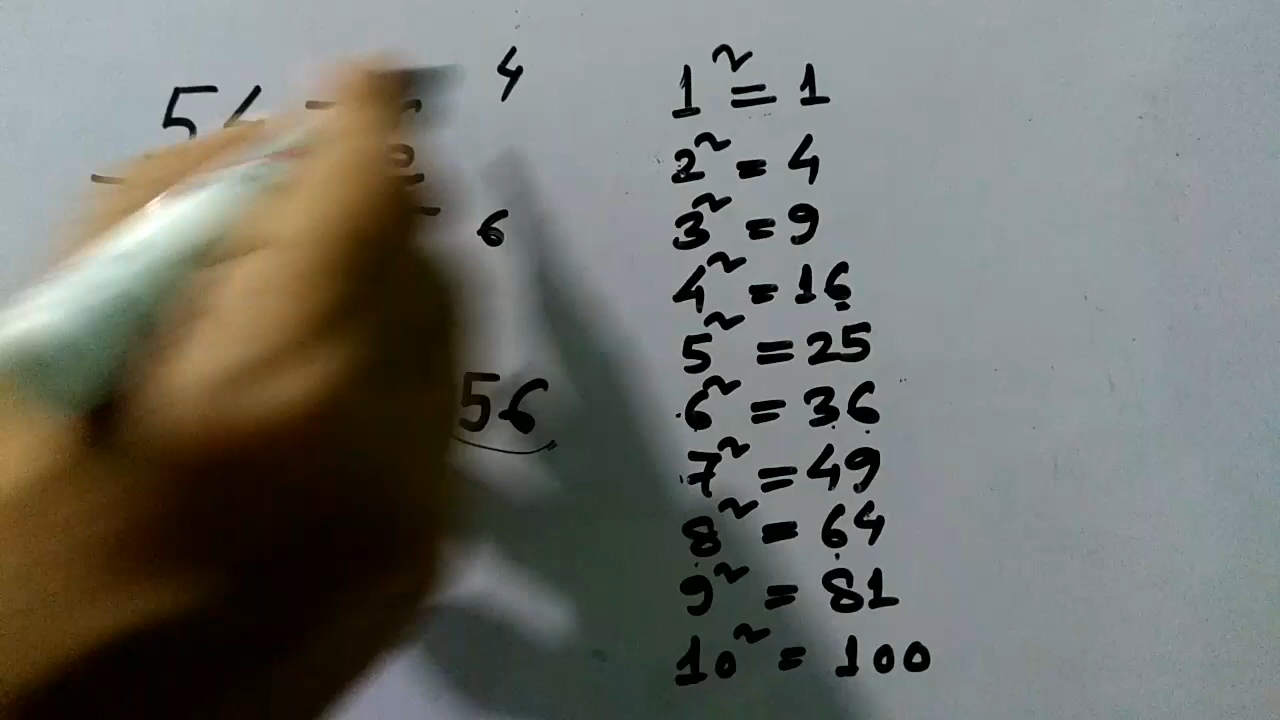 54
4
6
56
1² = 1
2² = 4
3² = 9
4² = 16
5² = 25
6² = 36
7² = 49
8² = 64
9² = 81
10² = 100